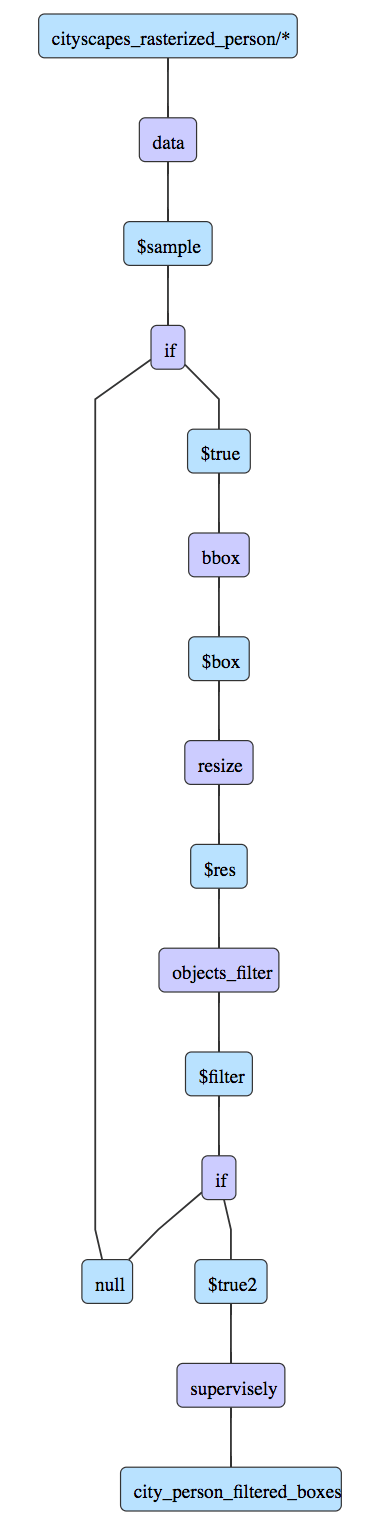 cityscapes_rasterized_person/*
data
$sample
if
$true
bbox
$box
resize
$res
objects_filter
$filter
if
null
$true2
supervisely
city_person_filtered_boxes